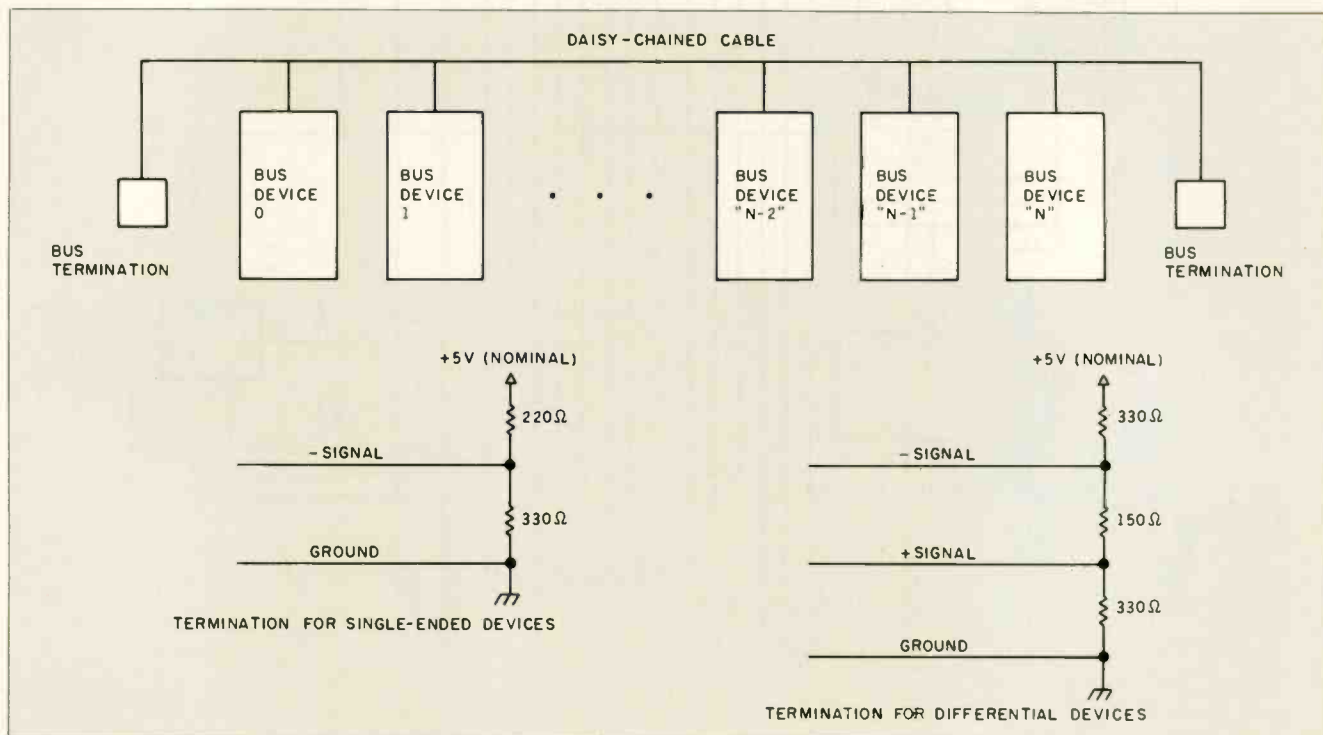 DAISY-CHAINED CABLE
BUS
TERMINATION
BUS
DEVICE
0
BUS
DEVICE
1
BUS
DEVICE
"N-2"
BUS
DEVICE
"N-1"
BUS
DEVICE
"N"
BUS
TERMINATION
+5V (NOMINAL)
220Ω
-SIGNAL
330Ω
GROUND
TERMINATION FOR SINGLE-ENDED DEVICES
+5V (NOMINAL)
330Ω
-SIGNAL
150Ω
+SIGNAL
330Ω
GROUND
TERMINATION FOR DIFFERENTIAL DEVICES